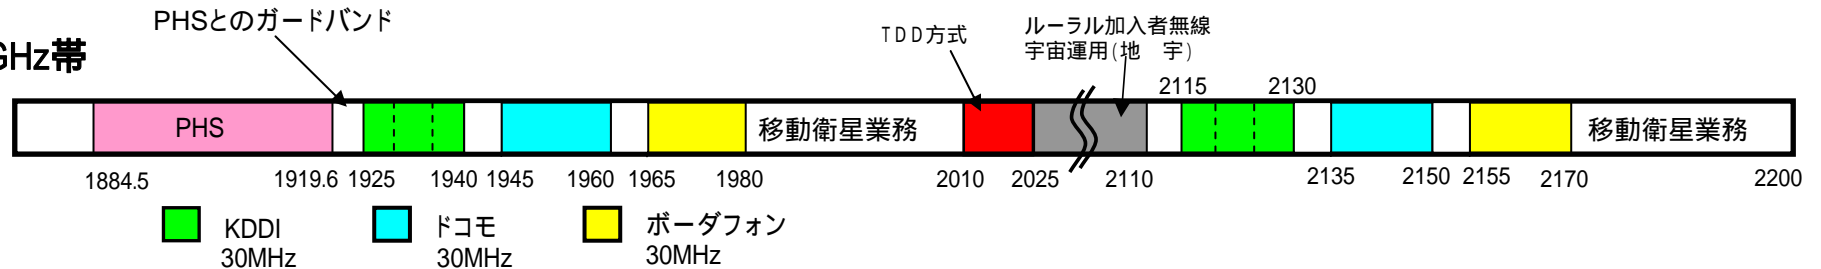 PHSとのガードバンド
GHz帯
TDD方式
ルーラル加入者無線
宇宙運用(地 宇)
2115 2130
PHS 移動衛星業務 移動衛星業務
1884.5 1919.6 1925 1940 1945 1960 1965 1980 2010 2025 2110 2135 2150 2155 2170 2200
KDDI ドコモ ボーダフォン
30MHz 30MHz 30MHz